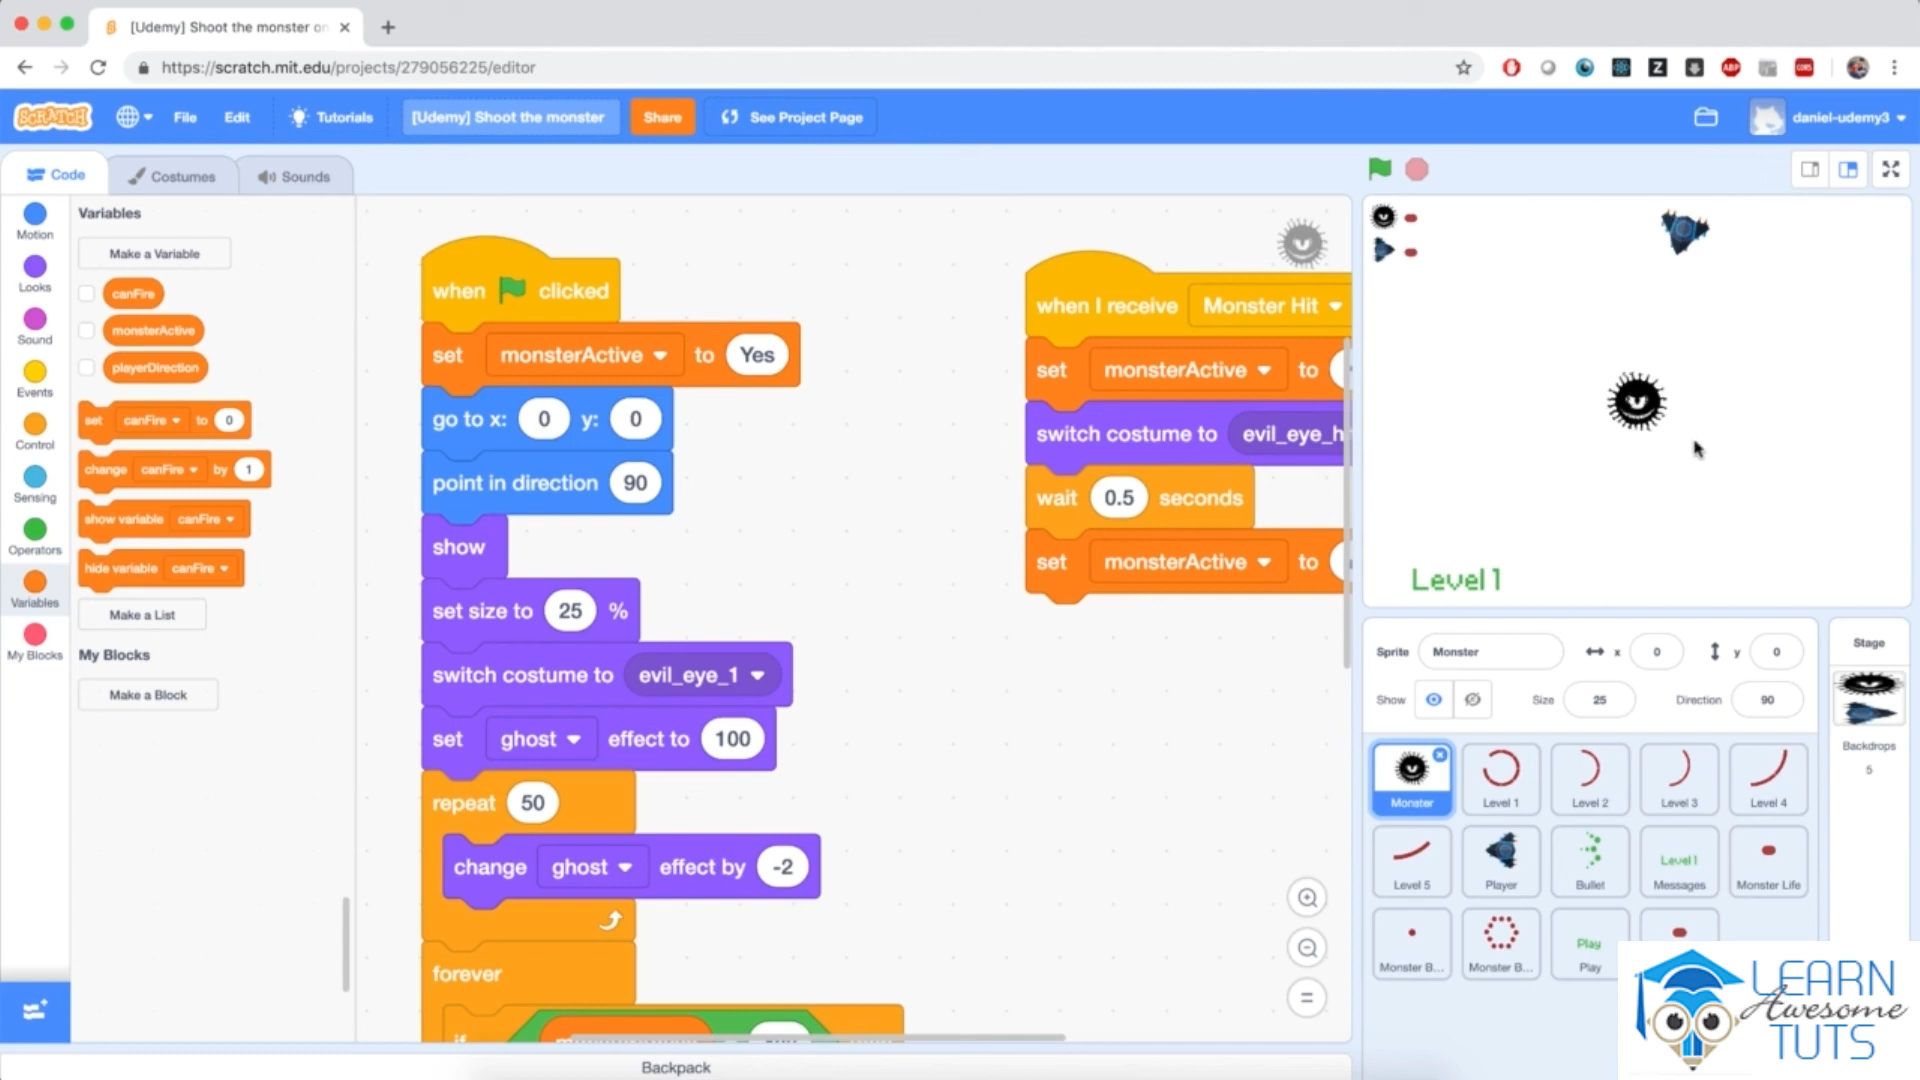 [Udemy] Shoot the monster on
https://scratch.mit.edu/projects/279056225/editor
ABP
CORS
SCRATCH
File
Edit
Tutorials
[Udemy] Shoot the monster
Share
See Project Page
daniel-udemy3
Code
Costumes
Sounds
Motion
Looks
Sound
Events
Control
Sensing
Operators
Variables
My Blocks
Variables
Make a Variable
canFire
monsterActive
playerDirection
set canFire to 0
change canFire by 1
show variable canFire
hide variable canFire
Make a List
My Blocks
Make a Block
when clicked
set monsterActive to Yes
go to x: 0 y: 0
point in direction 90
show
set size to 25 %
switch costume to evil_eye_1
set ghost effect to 100
repeat 50
change ghost effect by -2
forever
when I receive Monster Hit
set monsterActive to
switch costume to evil_eye_h
wait 0.5 seconds
set monsterActive to
Backpack
Level 1
Sprite Monster x 0 y 0
Show Size 25 Direction 90
Stage
Backdrops
5
Monster
Level 1
Level 2
Level 3
Level 4
Level 5
Player
Bullet
Level 1
Messages
Monster Life
Monster B...
Monster B...
Play
Play
LEARN
Awesome
TUTS